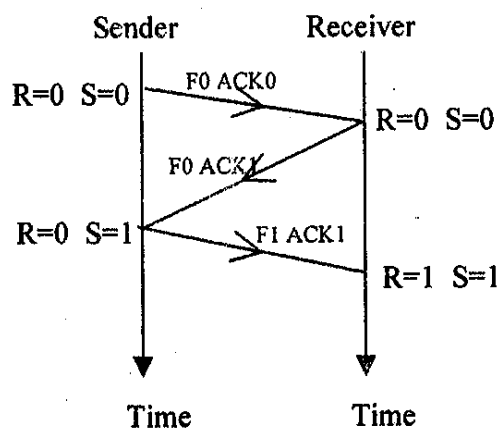 Sender Receiver
F0 ACK0
R=0 S=0
R=0 S=0
F0 ACK1
R=0 S=1
F1 ACK1
R=1 S=1
Time Time